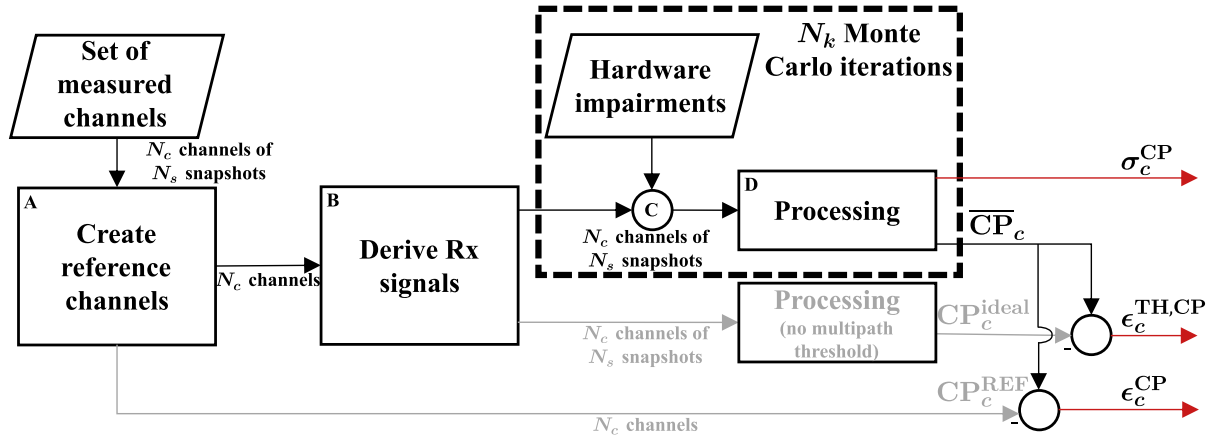 Set of
measured
channels
N_c channels of
N_s snapshots
A
Create
reference
channels
N_c channels
B
Derive Rx
signals
N_k Monte
Carlo iterations
Hardware
impairments
C
N_c channels of
N_s snapshots
D
Processing
σ_c^CP
\overline{CP}_c
Processing
(no multipath
threshold)
N_c channels of
N_s snapshots
CP_c^ideal
-
ϵ_c^TH,CP
CP_c^REF
-
ϵ_c^CP
N_c channels